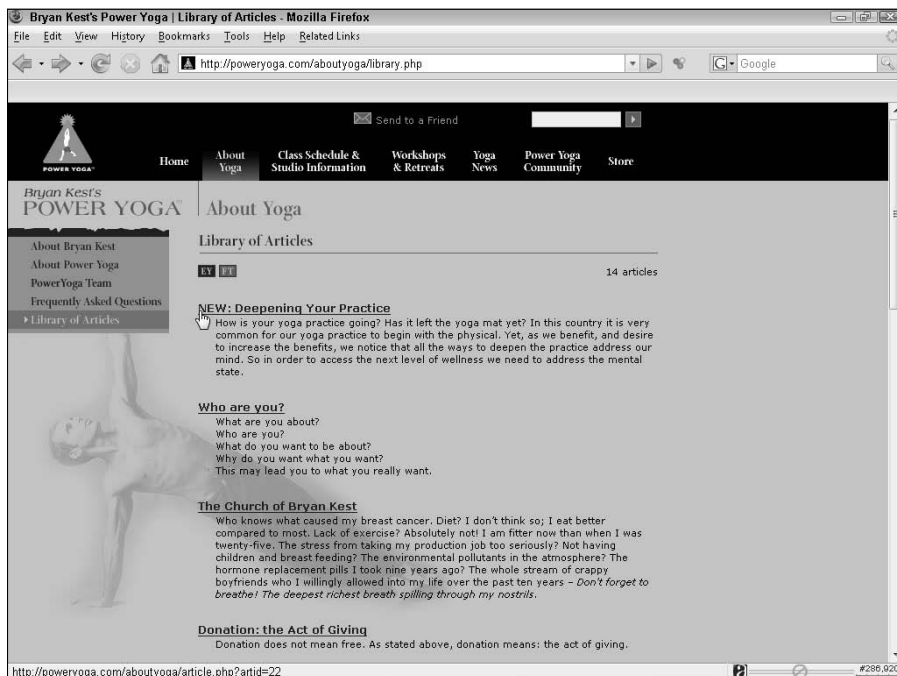 Bryan Kest's Power Yoga | Library of Articles - Mozilla Firefox
File Edit View History Bookmarks Tools Help Related Links
http://poweryoga.com/aboutyoga/library.php
G Google
Send to a Friend
POWER YOGA
Home About Yoga Class Schedule & Studio Information Workshops & Retreats Yoga News Power Yoga Community Store
Bryan Kest's
POWER YOGA
About Yoga
About Bryan Kest
About Power Yoga
PowerYoga Team
Frequently Asked Questions
Library of Articles
Library of Articles
EY FT 14 articles
NEW: Deepening Your Practice
How is your yoga practice going? Has it left the yoga mat yet? In this country it is very
common for our yoga practice to begin with the physical. Yet, as we benefit, and desire
to increase the benefits, we notice that all the ways to deepen the practice address our
mind. So in order to access the next level of wellness we need to address the mental
state.
Who are you?
What are you about?
Who are you?
What do you want to be about?
Why do you want what you want?
This may lead you to what you really want.
The Church of Bryan Kest
Who knows what caused my breast cancer. Diet? I don't think so; I eat better
compared to most. Lack of exercise? Absolutely not! I am fitter now than when I was
twenty-five. The stress from taking my production job too seriously? Not having
children and breast feeding? The environmental pollutants in the atmosphere? The
hormone replacement pills I took nine years ago? The whole stream of crappy
boyfriends who I willingly allowed into my life over the past ten years – Don't forget to
breathe! The deepest richest breath spilling through my nostrils.
Donation: the Act of Giving
Donation does not mean free. As stated above, donation means: the act of giving.
http://poweryoga.com/aboutyoga/article.php?artid=22
#286,920